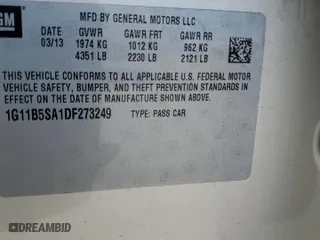 GM
MFD BY GENERAL MOTORS LLC
DATE GVWR GAWR FRT GAWR RR
03/13 1974 KG 1012 KG 962 KG
4351 LB 2230 LB 2121 LB
THIS VEHICLE CONFORMS TO ALL APPLICABLE U.S. FEDERAL MOTOR
VEHICLE SAFETY, BUMPER, AND THEFT PREVENTION STANDARDS IN
EFFECT ON THE DATE OF MANUFACTURE SHOWN ABOVE.
1G11B5SA1DF273249 TYPE: PASS CAR
DREAMBID